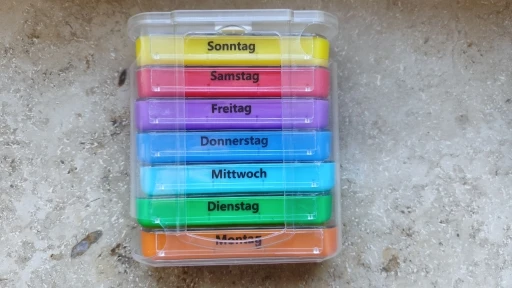 Sonntag
Samstag
Freitag
Donnerstag
Mittwoch
Dienstag
Montag